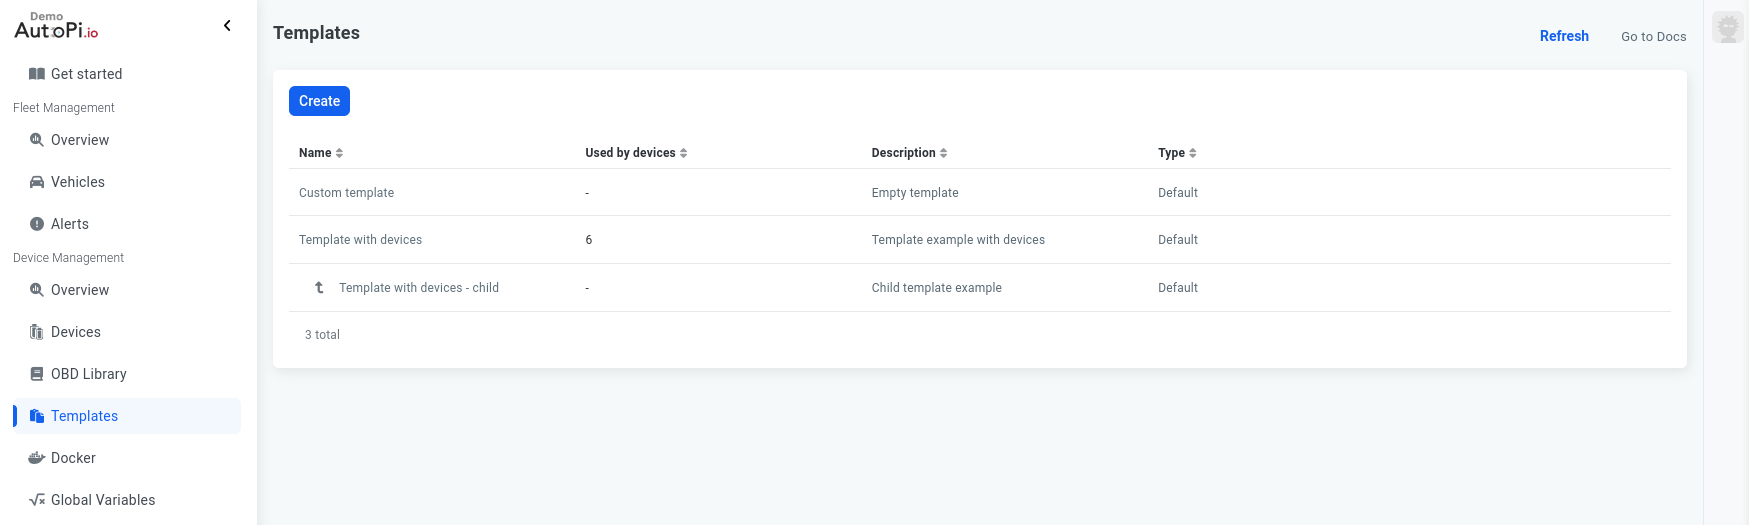 Demo
AutoPi.io
Get started
Fleet Management
Overview
Vehicles
Alerts
Device Management
Overview
Devices
OBD Library
Templates
Docker
Global Variables
Templates
Refresh
Go to Docs
Create
Name Used by devices Description Type
Custom template - Empty template Default
Template with devices 6 Template example with devices Default
Template with devices - child - Child template example Default
3 total